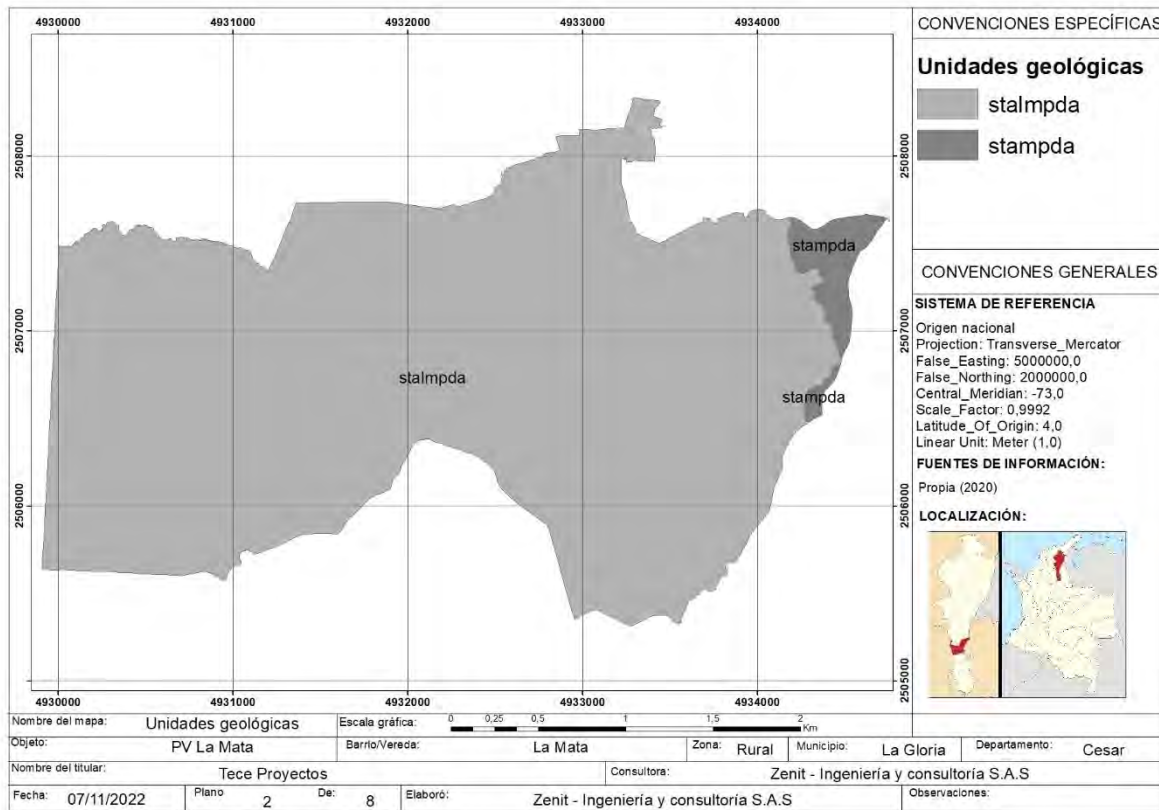 4930000 4931000 4932000 4933000 4934000
CONVENCIONES ESPECÍFICAS
Unidades geológicas
stalmpda
stampda
2508000
2508000
stampda
CONVENCIONES GENERALES
SISTEMA DE REFERENCIA
Origen nacional
Projection: Transverse_Mercator
False_Easting: 5000000,0
False_Northing: 2000000,0
Central_Meridian: -73,0
Scale_Factor: 0,9992
Latitude_Of_Origin: 4,0
Linear Unit: Meter (1,0)
2507000
2507000
stalmpda
stampda
FUENTES DE INFORMACIÓN:
Propia (2020)
LOCALIZACIÓN:
2506000
2506000
2505000
2505000
4930000 4931000 4932000 4933000 4934000
Nombre del mapa: Unidades geológicas Escala gráfica: 0 0,25 0,5 1 1,5 2 Km
Objeto: PV La Mata Barrio/Vereda: La Mata Zona: Rural Municipio: La Gloria Departamento: Cesar
Nombre del titular: Tece Proyectos Consultora: Zenit - Ingeniería y consultoría S.A.S
Fecha: 07/11/2022 Plano 2 De: 8 Elaboró: Zenit - Ingeniería y consultoría S.A.S Observaciones: